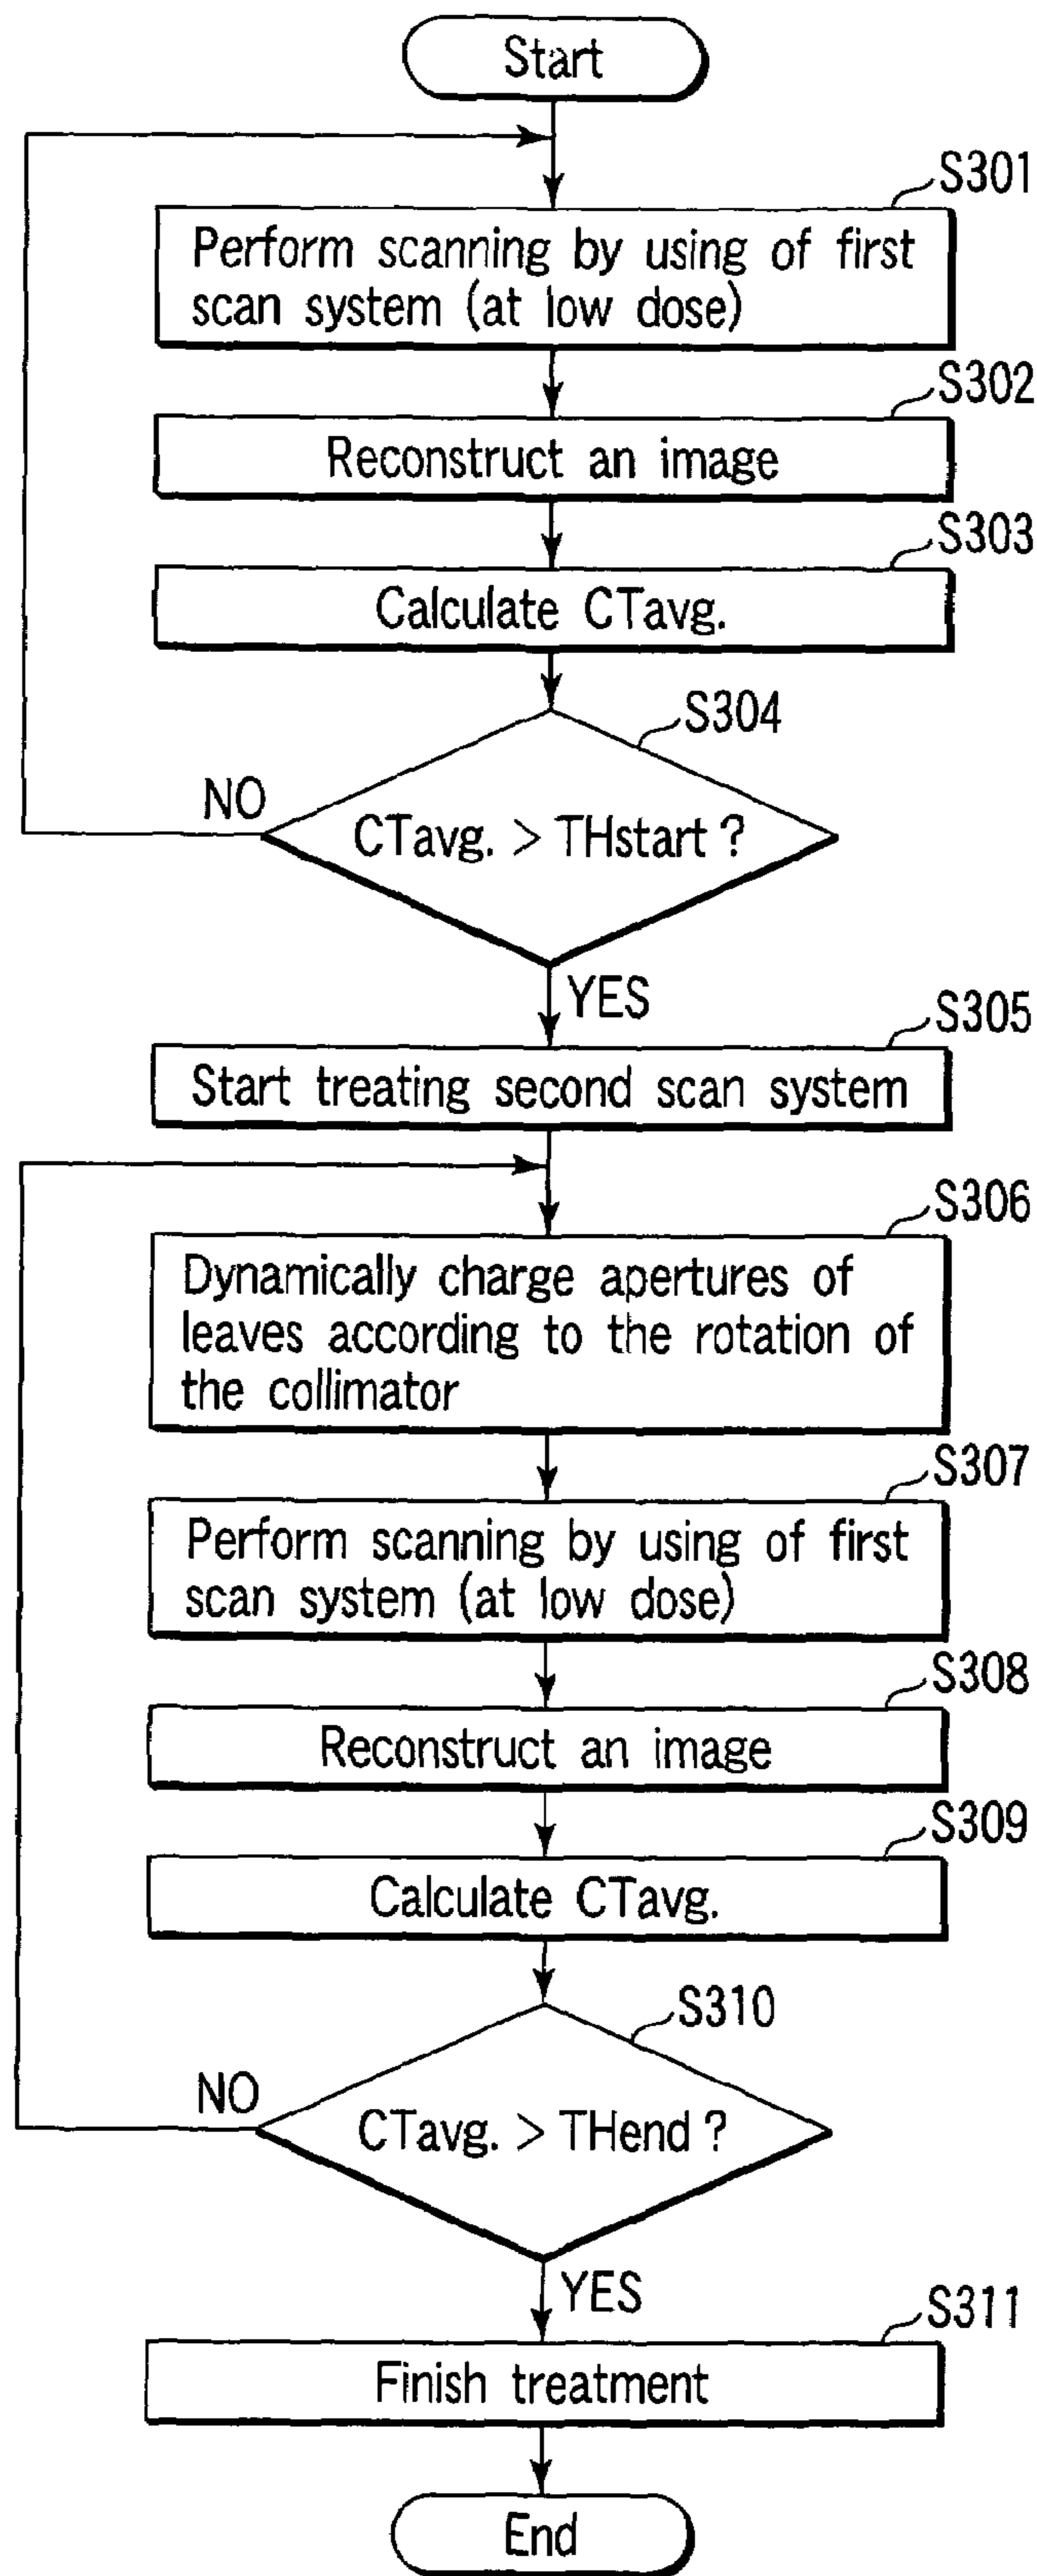 Start
S301
Perform scanning by using of first
scan system (at low dose)
S302
Reconstruct an image
S303
Calculate CTavg.
S304
NO
CTavg. > THstart ?
YES
S305
Start treating second scan system
S306
Dynamically charge apertures of
leaves according to the rotation of
the collimator
S307
Perform scanning by using of first
scan system (at low dose)
S308
Reconstruct an image
S309
Calculate CTavg.
S310
NO
CTavg. > THend ?
YES
S311
Finish treatment
End